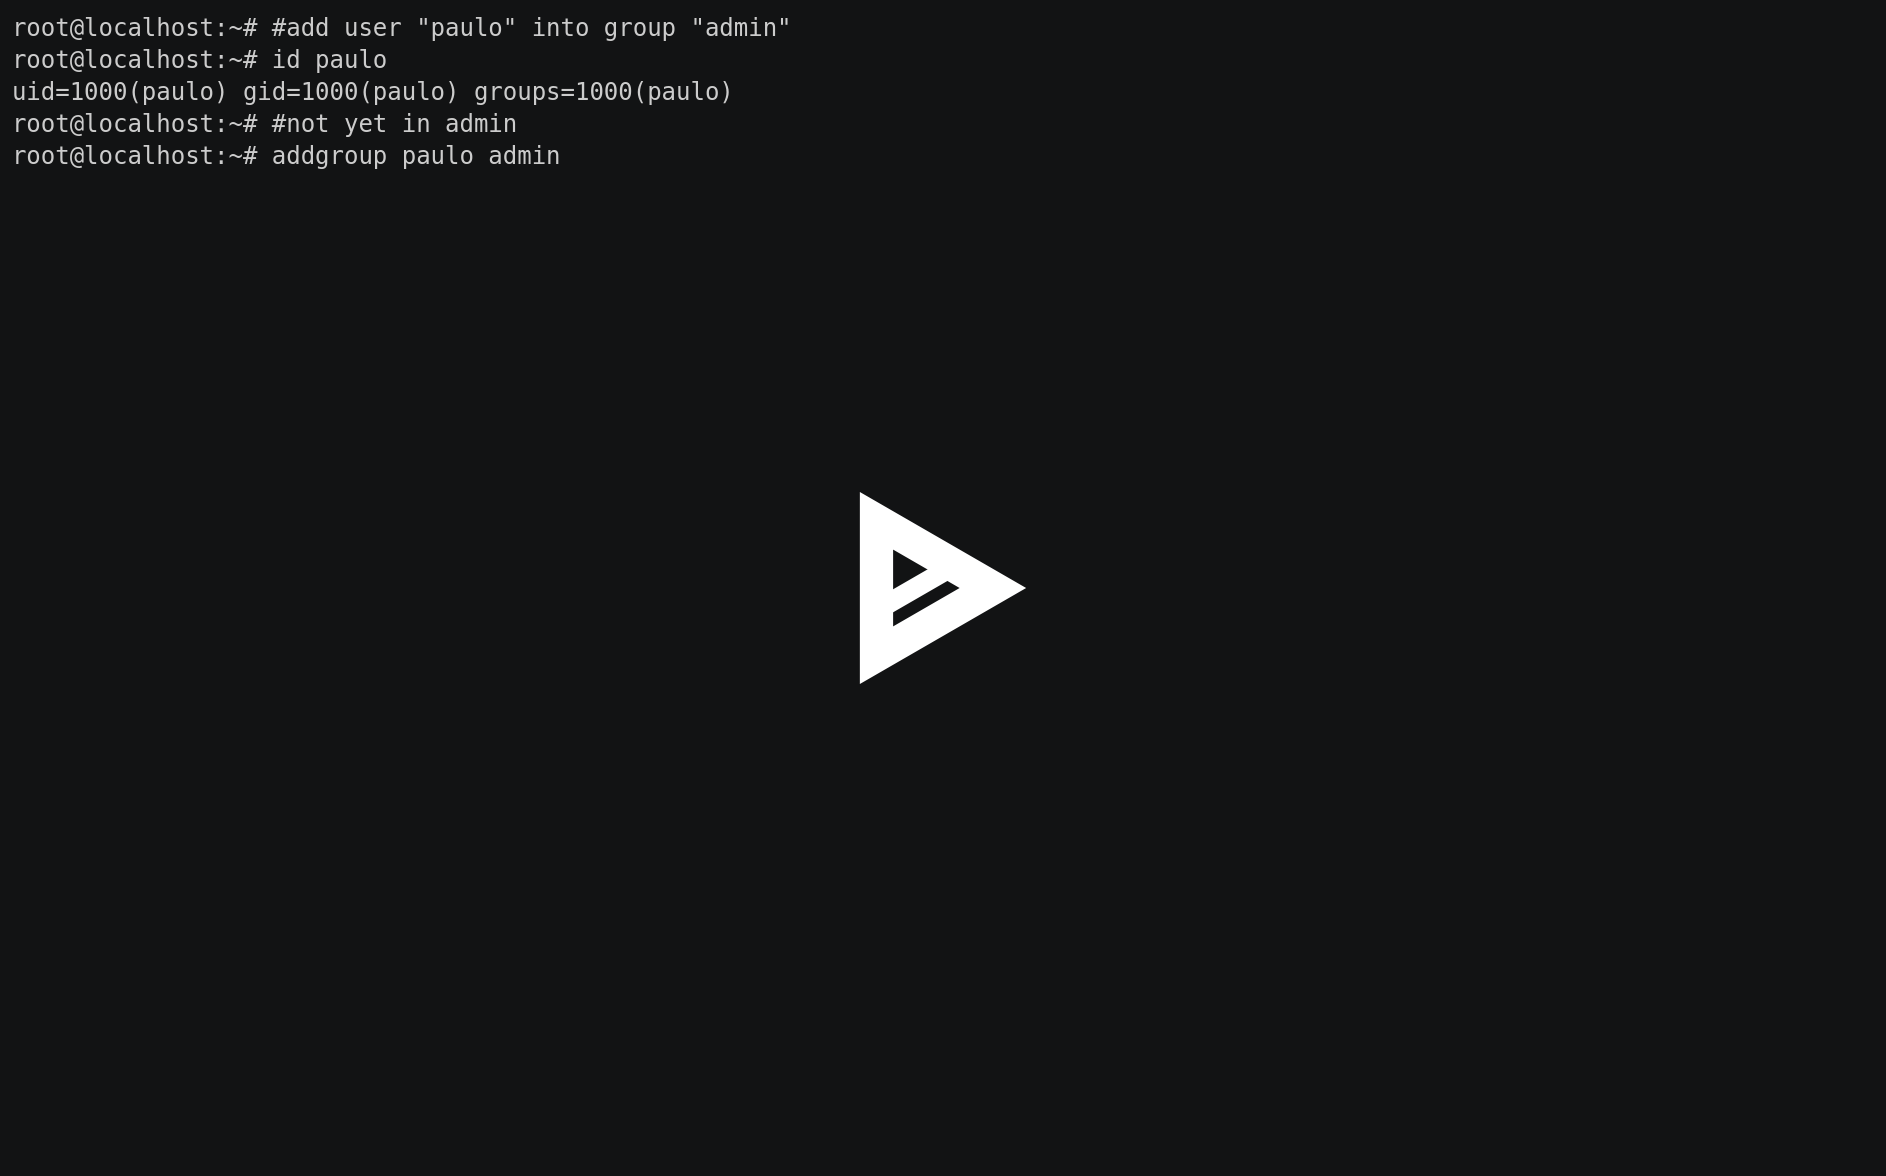 root@localhost:~# #add user "paulo" into group "admin"
root@localhost:~# id paulo
uid=1000(paulo) gid=1000(paulo) groups=1000(paulo)
root@localhost:~# #not yet in admin
root@localhost:~# addgroup paulo admin